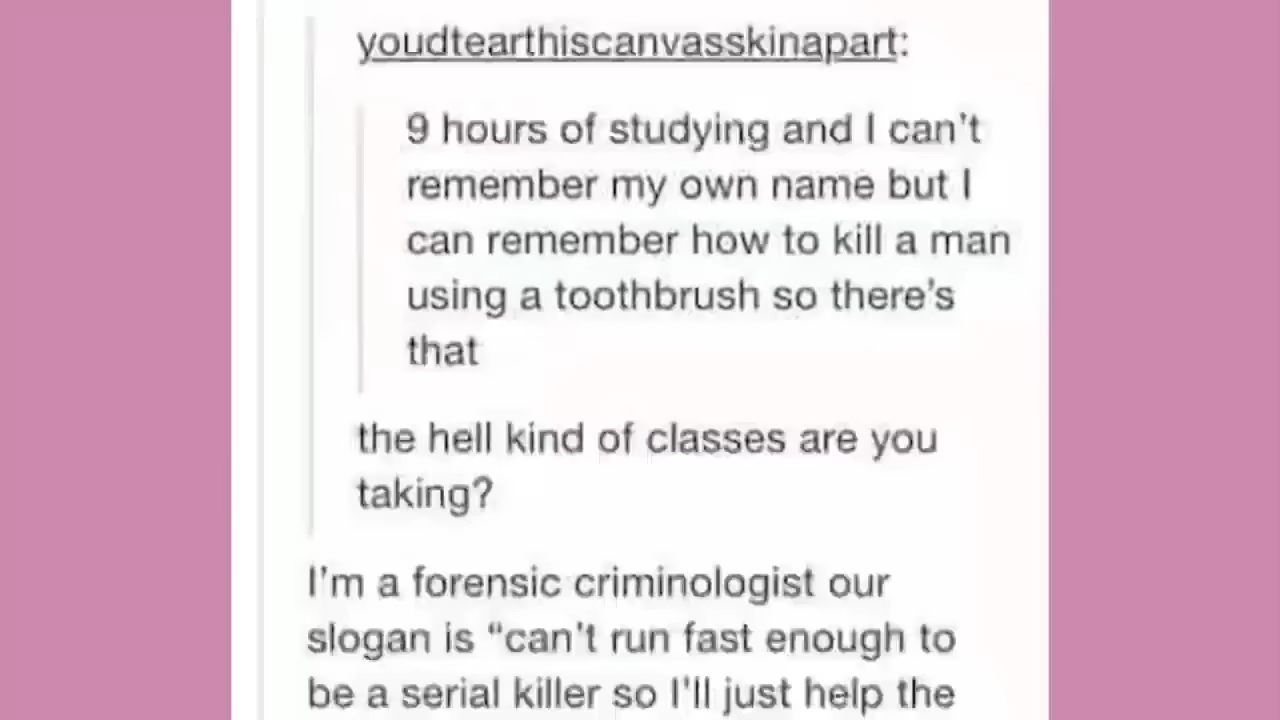 youdtearthiscanvasskinapart:
9 hours of studying and I can't
remember my own name but I
can remember how to kill a man
using a toothbrush so there's
that
the hell kind of classes are you
taking?
I'm a forensic criminologist our
slogan is “can't run fast enough to
be a serial killer so I'll just help the